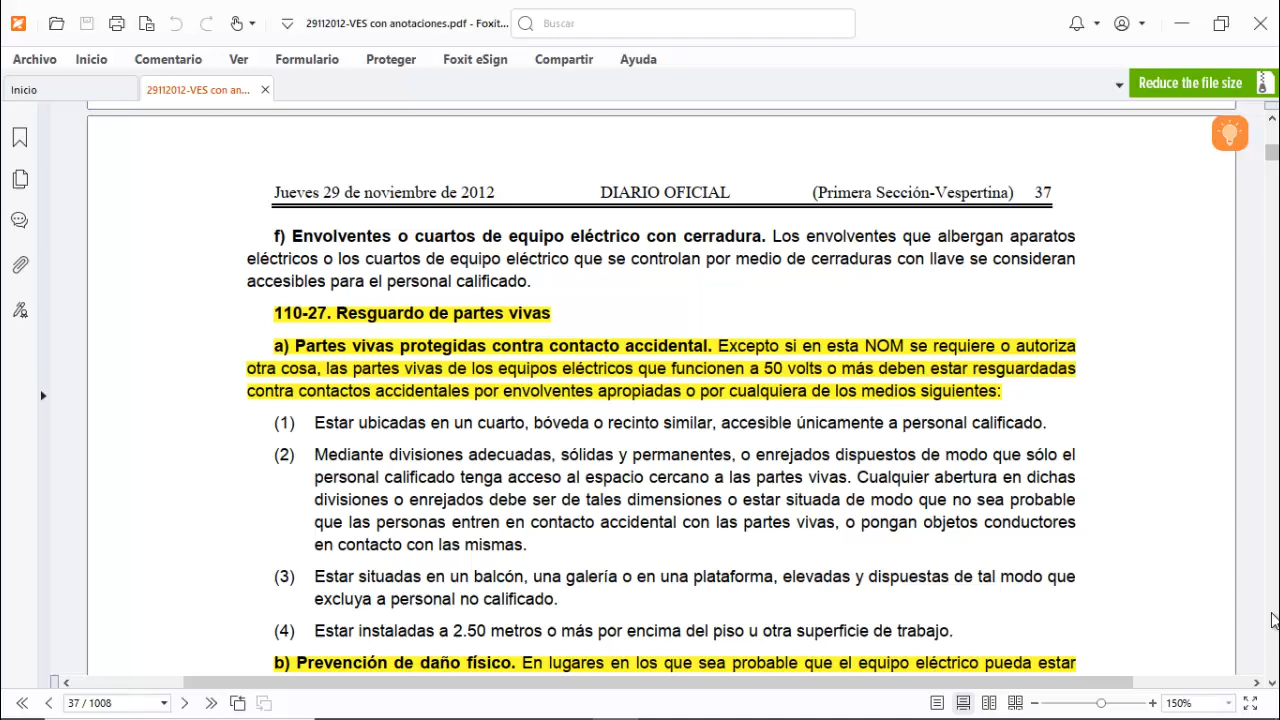 29112012-VES con anotaciones.pdf - Foxit...
Buscar
Archivo Inicio Comentario Ver Formulario Proteger Foxit eSign Compartir Ayuda
Inicio
29112012-VES con an...
Reduce the file size
Jueves 29 de noviembre de 2012 DIARIO OFICIAL (Primera Sección-Vespertina) 37
f) Envolventes o cuartos de equipo eléctrico con cerradura. Los envolventes que albergan aparatos
eléctricos o los cuartos de equipo eléctrico que se controlan por medio de cerraduras con llave se consideran
accesibles para el personal calificado.
110-27. Resguardo de partes vivas
a) Partes vivas protegidas contra contacto accidental. Excepto si en esta NOM se requiere o autoriza
otra cosa, las partes vivas de los equipos eléctricos que funcionen a 50 volts o más deben estar resguardadas
contra contactos accidentales por envolventes apropiadas o por cualquiera de los medios siguientes:
(1) Estar ubicadas en un cuarto, bóveda o recinto similar, accesible únicamente a personal calificado.
(2) Mediante divisiones adecuadas, sólidas y permanentes, o enrejados dispuestos de modo que sólo el
personal calificado tenga acceso al espacio cercano a las partes vivas. Cualquier abertura en dichas
divisiones o enrejados debe ser de tales dimensiones o estar situada de modo que no sea probable
que las personas entren en contacto accidental con las partes vivas, o pongan objetos conductores
en contacto con las mismas.
(3) Estar situadas en un balcón, una galería o en una plataforma, elevadas y dispuestas de tal modo que
excluya a personal no calificado.
(4) Estar instaladas a 2.50 metros o más por encima del piso u otra superficie de trabajo.
b) Prevención de daño físico. En lugares en los que sea probable que el equipo eléctrico pueda estar
37 / 1008
150%